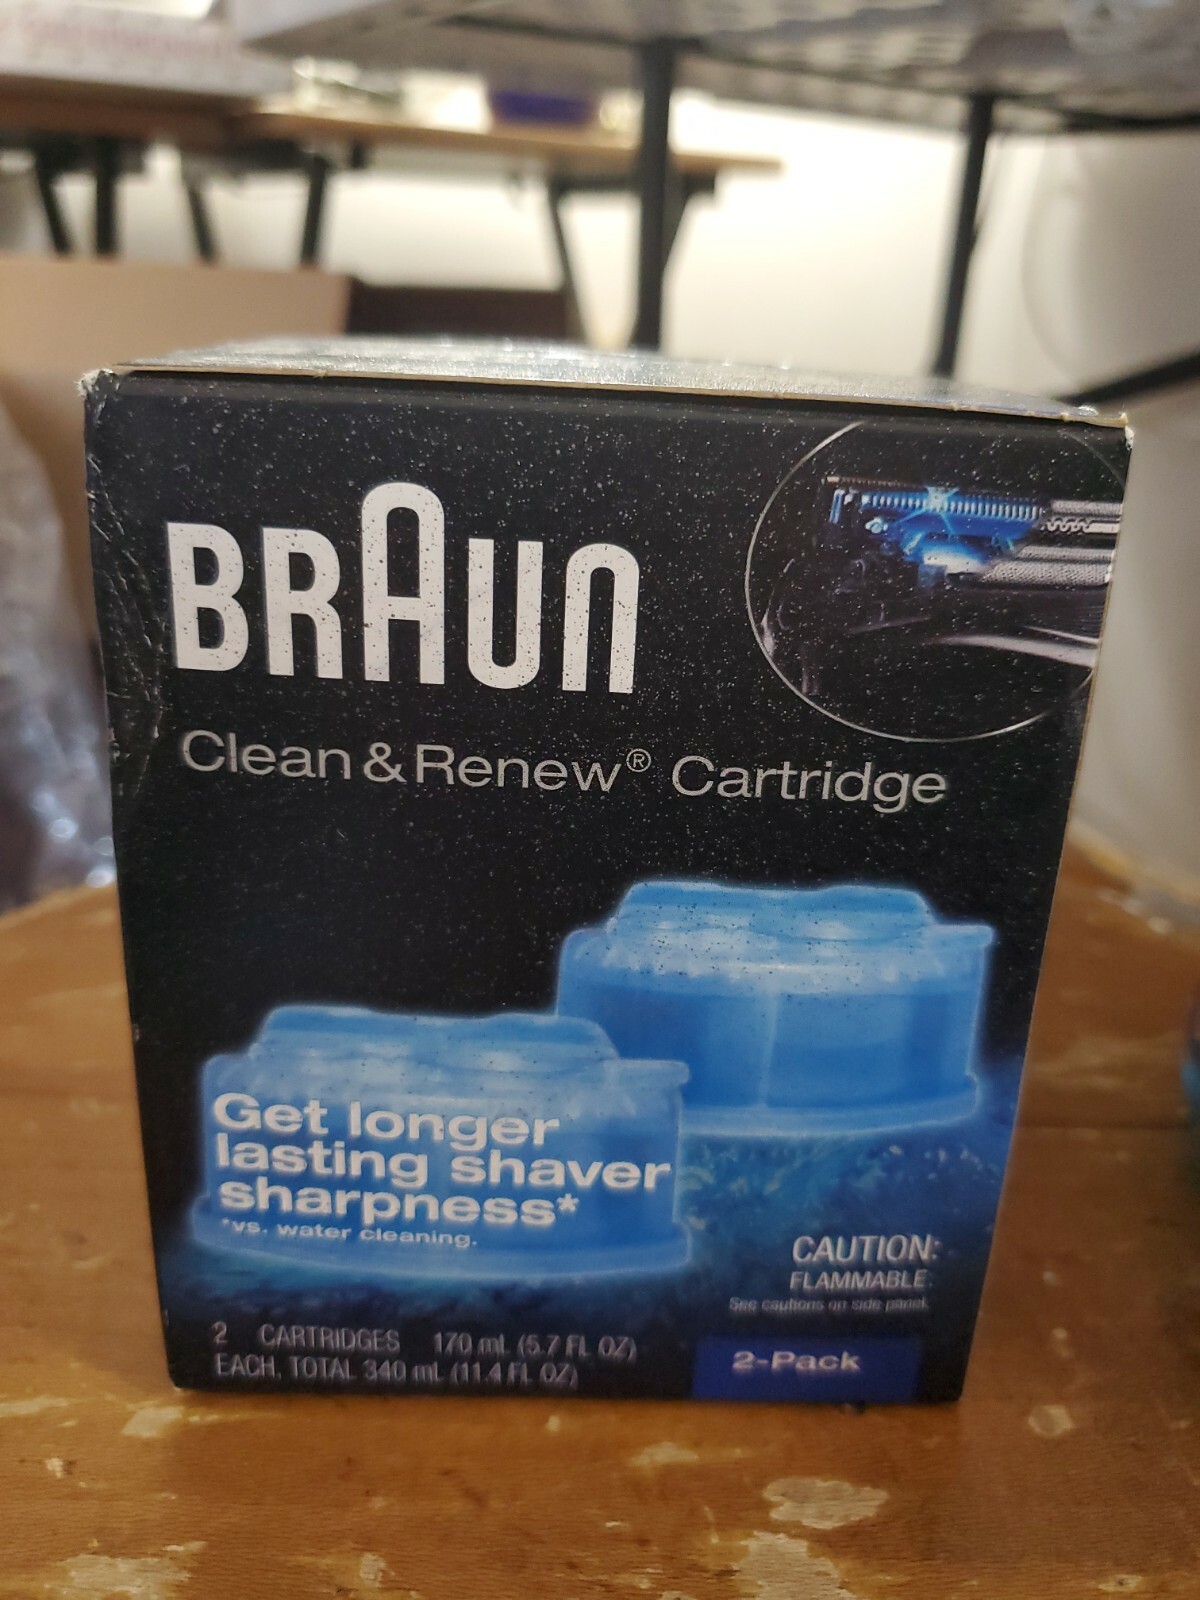 BRAUN
Clean & Renew® Cartridge
Get longer
lasting shaver
sharpness*
*vs. water cleaning.
CAUTION:
FLAMMABLE.
See cautions on side panel.
2 CARTRIDGES 170 mL (5.7 FL OZ)
EACH, TOTAL 340 mL (11.4 FL OZ)
2-Pack